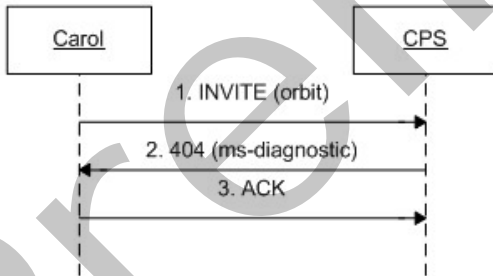 Carol
CPS
1. INVITE (orbit)
2. 404 (ms-diagnostic)
3. ACK